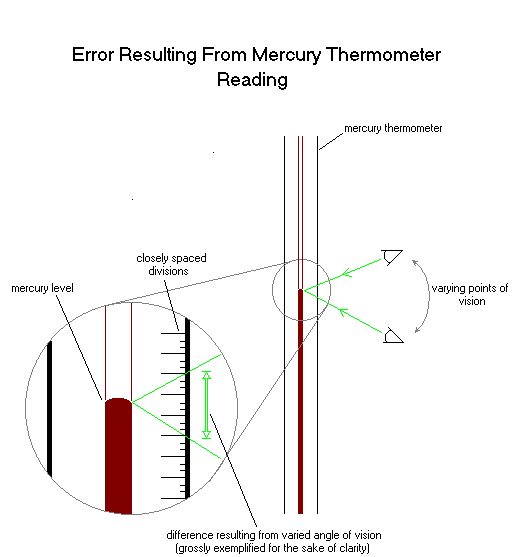 Error Resulting From Mercury Thermometer
Reading
mercury thermometer
closely spaced
divisions
mercury level
varying points of
vision
difference resulting from varied angle of vision
(grossly exemplified for the sake of clarity)